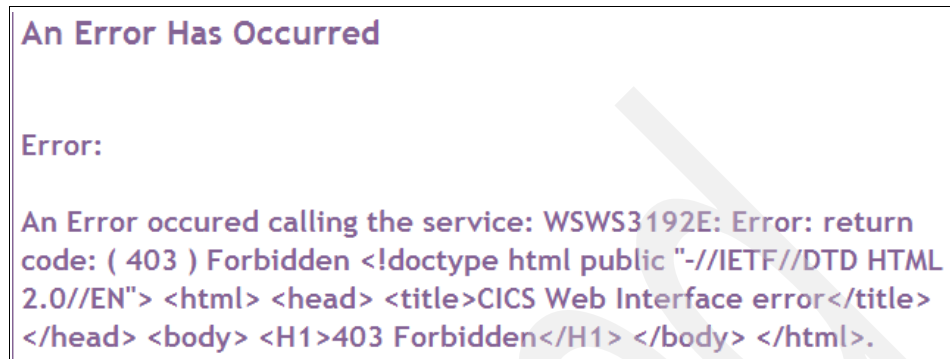 An Error Has Occurred
Error:
An Error occured calling the service: WSWS3192E: Error: return
code: ( 403 ) Forbidden <!doctype html public "-//IETF//DTD HTML
2.0//EN"> <html> <head> <title>CICS Web Interface error</title>
</head> <body> <H1>403 Forbidden</H1> </body> </html>.